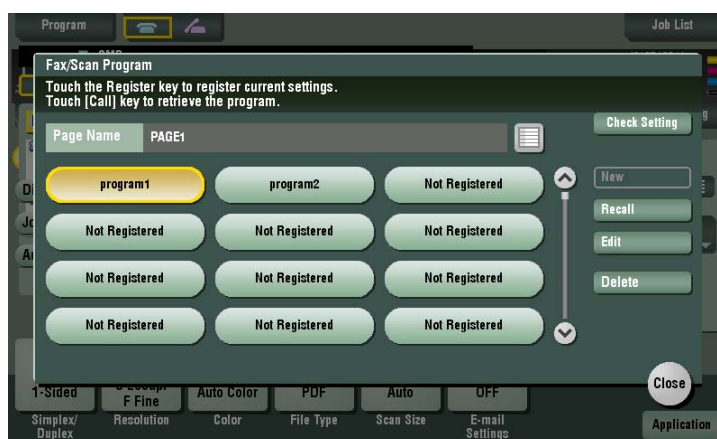 Program
Job List
Fax/Scan Program
Touch the Register key to register current settings.
Touch [Call] key to retrieve the program.
Check Setting
Page Name PAGE1
program1 program2 Not Registered
New
Recall
Not Registered Not Registered Not Registered
Edit
Not Registered Not Registered Not Registered
Delete
Not Registered Not Registered Not Registered
Close
1-Sided F Fine Auto Color PDF Auto OFF
Simplex/ Duplex Resolution Color File Type Scan Size E-mail Settings
Application